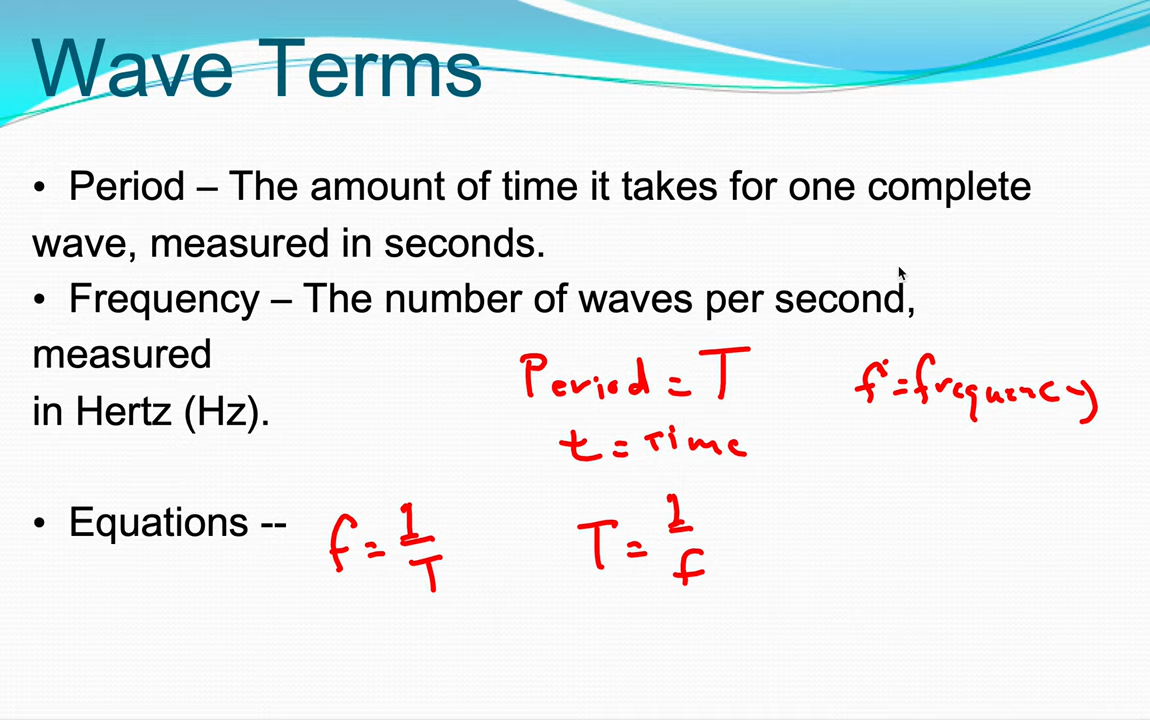 Wave Terms
• Period – The amount of time it takes for one complete
wave, measured in seconds.
• Frequency – The number of waves per second,
measured
in Hertz (Hz).
Period = T
f = frequency
t = Time
• Equations --
f = 1/T
T = 1/f